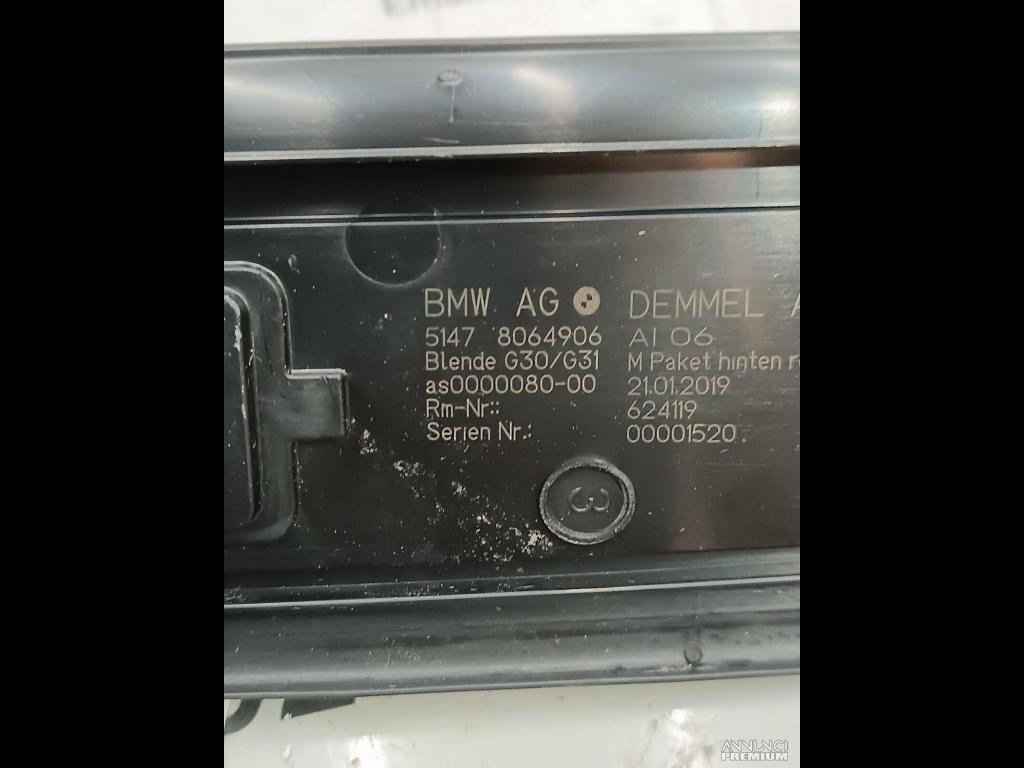 BMW AG DEMMEL A
5147 8064906 AI 06
Blende G30/G31 M Paket hinten r
as0000080-00 21.01.2019
Rm-Nr:: 624119
Serien Nr.: 00001520
3
ANNUNCI
PREMIUM